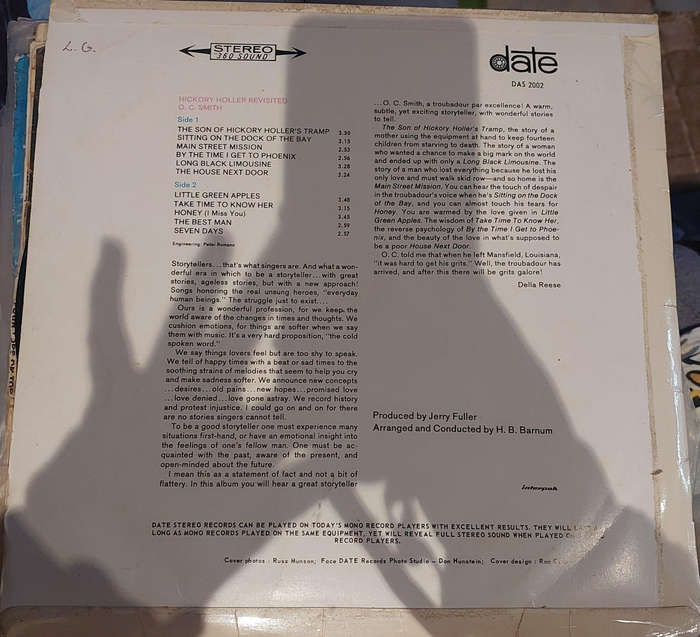 L. G.
STEREO
360 SOUND
date
DAS 2002
HICKORY HOLLER REVISITED
O. C. SMITH
Side 1
THE SON OF HICKORY HOLLER'S TRAMP 3.50
SITTING ON THE DOCK OF THE BAY 3.15
MAIN STREET MISSION 2.53
BY THE TIME I GET TO PHOENIX 2.56
LONG BLACK LIMOUSINE 3.28
THE HOUSE NEXT DOOR 3.24
Side 2
LITTLE GREEN APPLES 3.48
TAKE TIME TO KNOW HER 3.15
HONEY (I Miss You) 3.45
THE BEST MAN 2.59
SEVEN DAYS 2.57
Engineering: Peter Romano
Storytellers...that's what singers are. And what a won-
derful era in which to be a storyteller...with great
stories, ageless stories, but with a new approach!
Songs honoring the real unsung heroes, "everyday
human beings." The struggle just to exist....
Ours is a wonderful profession, for we keep the
world aware of the changes in times and thoughts. We
cushion emotions, for things are softer when we say
them with music. It's a very hard proposition, "the cold
spoken word."
We say things lovers feel but are too shy to speak.
We tell of happy times with a beat or sad times to the
soothing strains of melodies that seem to help you cry
and make sadness softer. We announce new concepts
...desires...old pains...new hopes...promised love
...love denied...love gone astray. We record history
and protest injustice. I could go on and on for there
are no stories singers cannot tell.
To be a good storyteller one must experience many
situations first-hand, or have an emotional insight into
the feelings of one's fellow man. One must be ac-
quainted with the past, aware of the present, and
open-minded about the future.
I mean this as a statement of fact and not a bit of
flattery. In this album you will hear a great storyteller
...O. C. Smith, a troubadour par excellence! A warm,
subtle, yet exciting storyteller, with wonderful stories
to tell.
The Son of Hickory Holler's Tramp, the story of a
mother using the equipment at hand to keep fourteen
children from starving to death. The story of a woman
who wanted a chance to make a big mark on the world
and ended up with only a Long Black Limousine. The
story of a man who lost everything because he lost his
only love and must walk skid row—and so home is the
Main Street Mission. You can hear the touch of despair
in the troubadour's voice when he's Sitting on the Dock
of the Bay, and you can almost touch his tears for
Honey. You are warmed by the love given in Little
Green Apples. The wisdom of Take Time To Know Her,
the reverse psychology of By the Time I Get to Phoe-
nix, and the beauty of the love in what's supposed to
be a poor House Next Door.
O. C. told me that when he left Mansfield, Louisiana,
"it was hard to get his grits." Well, the troubadour has
arrived, and after this there will be grits galore!
Della Reese
Produced by Jerry Fuller
Arranged and Conducted by H. B. Barnum
interpak
DATE STEREO RECORDS CAN BE PLAYED ON TODAY'S MONO RECORD PLAYERS WITH EXCELLENT RESULTS. THEY WILL LAST
LONG AS MONO RECORDS PLAYED ON THE SAME EQUIPMENT, YET WILL REVEAL FULL STEREO SOUND WHEN PLAYED ON
RECORD PLAYERS.
Cover photos: Russ Munson; Face DATE Records Photo Studio - Don Hunstein; Cover design: Ron